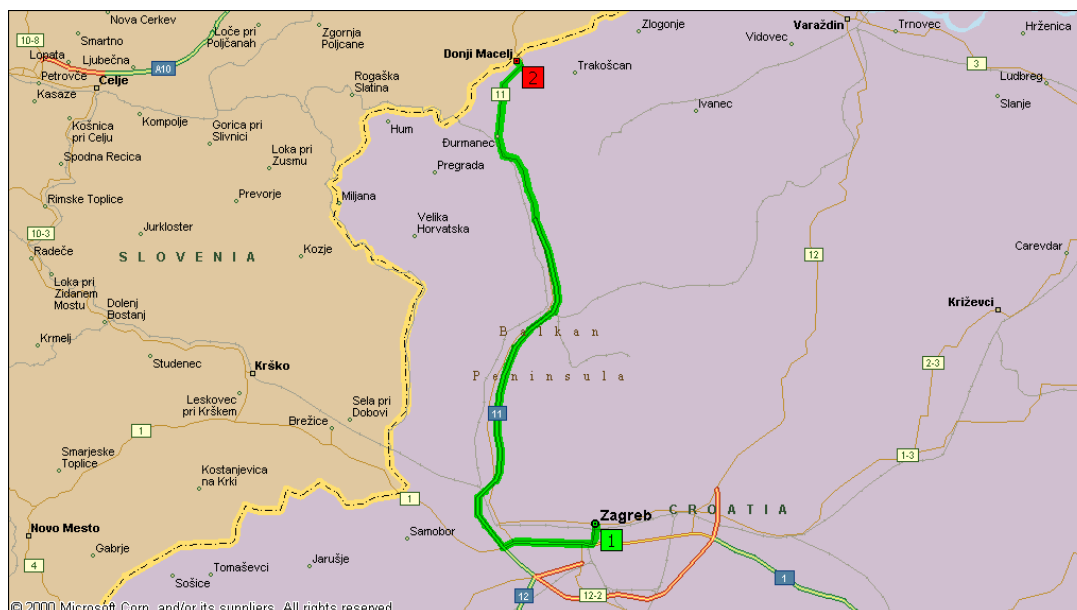 Nova Cerkev
Loče pri
Poljčanah
Zgornja
Poljcane
Zlogonje
Varaždin
Trnovec
Hrženica
10-8
Smartno
Vidovec
Lopata
Ljubečna
A10
Donji Macelj
2
Trakošcan
3
Petrovče
Celje
Rogaška
Slatina
Ludbreg
Kasaze
11
Ivanec
Slanje
Košnica
pri Celju
Kompolje
Gorica pri
Slivnici
Hum
Đurmanec
Spodna Recica
Loka pri
Zusmu
Pregrada
Rimske Toplice
Prevorje
Miljana
10-3
Jurkloster
Velika
Horvatska
Radeče
SLOVENIA
Kozje
12
Carevdar
Loka pri
Zidanem
Mostu
Dolenj
Bostanj
Križevci
Krmelj
Balkan
Peninsula
Studenec
Krško
2-3
Leskovec
pri Krškem
Sela pri
Dobovi
11
1
Brežice
Smarjeske
Toplice
1-3
Kostanjevica
na Krki
1
Zagreb
CROATIA
Novo Mesto
Samobor
1
Gabrje
Jarušje
4
Sošice
Tomaševci
1
12
12-2
© 2000 Microsoft Corp. and/or its suppliers. All rights reserved.